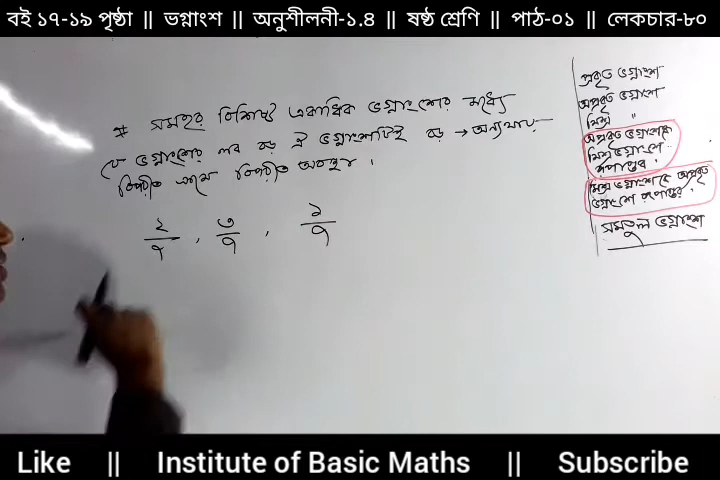 বই ১৭-১৯ পৃষ্ঠা || ভগ্নাংশ || অনুশীলনী-১.৪ || ষষ্ঠ শ্রেণি || পাঠ-০১ || লেকচার-৮০
* সমহর বিশিষ্ট একাধিক ভগ্নাংশের মধ্যে
যে ভগ্নাংশের লব বড় ঐ ভগ্নাংশটিই বড় → অন্যথায়
বিপরীত বিপরীত অবস্থা।
২/৭, ৩/৭, ১/৭
প্রকৃত ভগ্নাংশ
অপ্রকৃত ভগ্নাংশ
মিশ্র "
অপ্রকৃত ভগ্নাংশকে
মিশ্র ভগ্নাংশে
রূপান্তর।
মিশ্র ভগ্নাংশকে অপ্রকৃত
ভগ্নাংশে রূপান্তর।
সমতুল ভগ্নাংশ
Like || Institute of Basic Maths || Subscribe